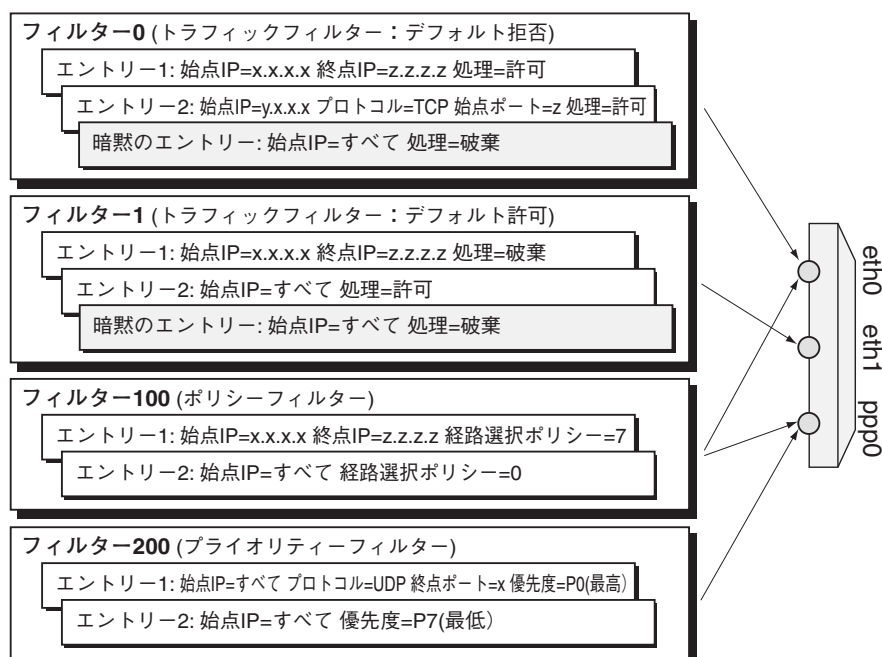 フィルター0 (トラフィックフィルター：デフォルト拒否)
エントリー1: 始点IP=x.x.x.x 終点IP=z.z.z.z 処理=許可
エントリー2: 始点IP=y.x.x.x プロトコル=TCP 始点ポート=z 処理=許可
暗黙のエントリー: 始点IP=すべて 処理=破棄
フィルター1 (トラフィックフィルター：デフォルト許可)
エントリー1: 始点IP=x.x.x.x 終点IP=z.z.z.z 処理=破棄
エントリー2: 始点IP=すべて 処理=許可
暗黙のエントリー: 始点IP=すべて 処理=破棄
フィルター100 (ポリシーフィルター)
エントリー1: 始点IP=x.x.x.x 終点IP=z.z.z.z 経路選択ポリシー=7
エントリー2: 始点IP=すべて 経路選択ポリシー=0
フィルター200 (プライオリティーフィルター)
エントリー1: 始点IP=すべて プロトコル=UDP 終点ポート=x 優先度=P0(最高)
エントリー2: 始点IP=すべて 優先度=P7(最低)
eth0
eth1
ppp0